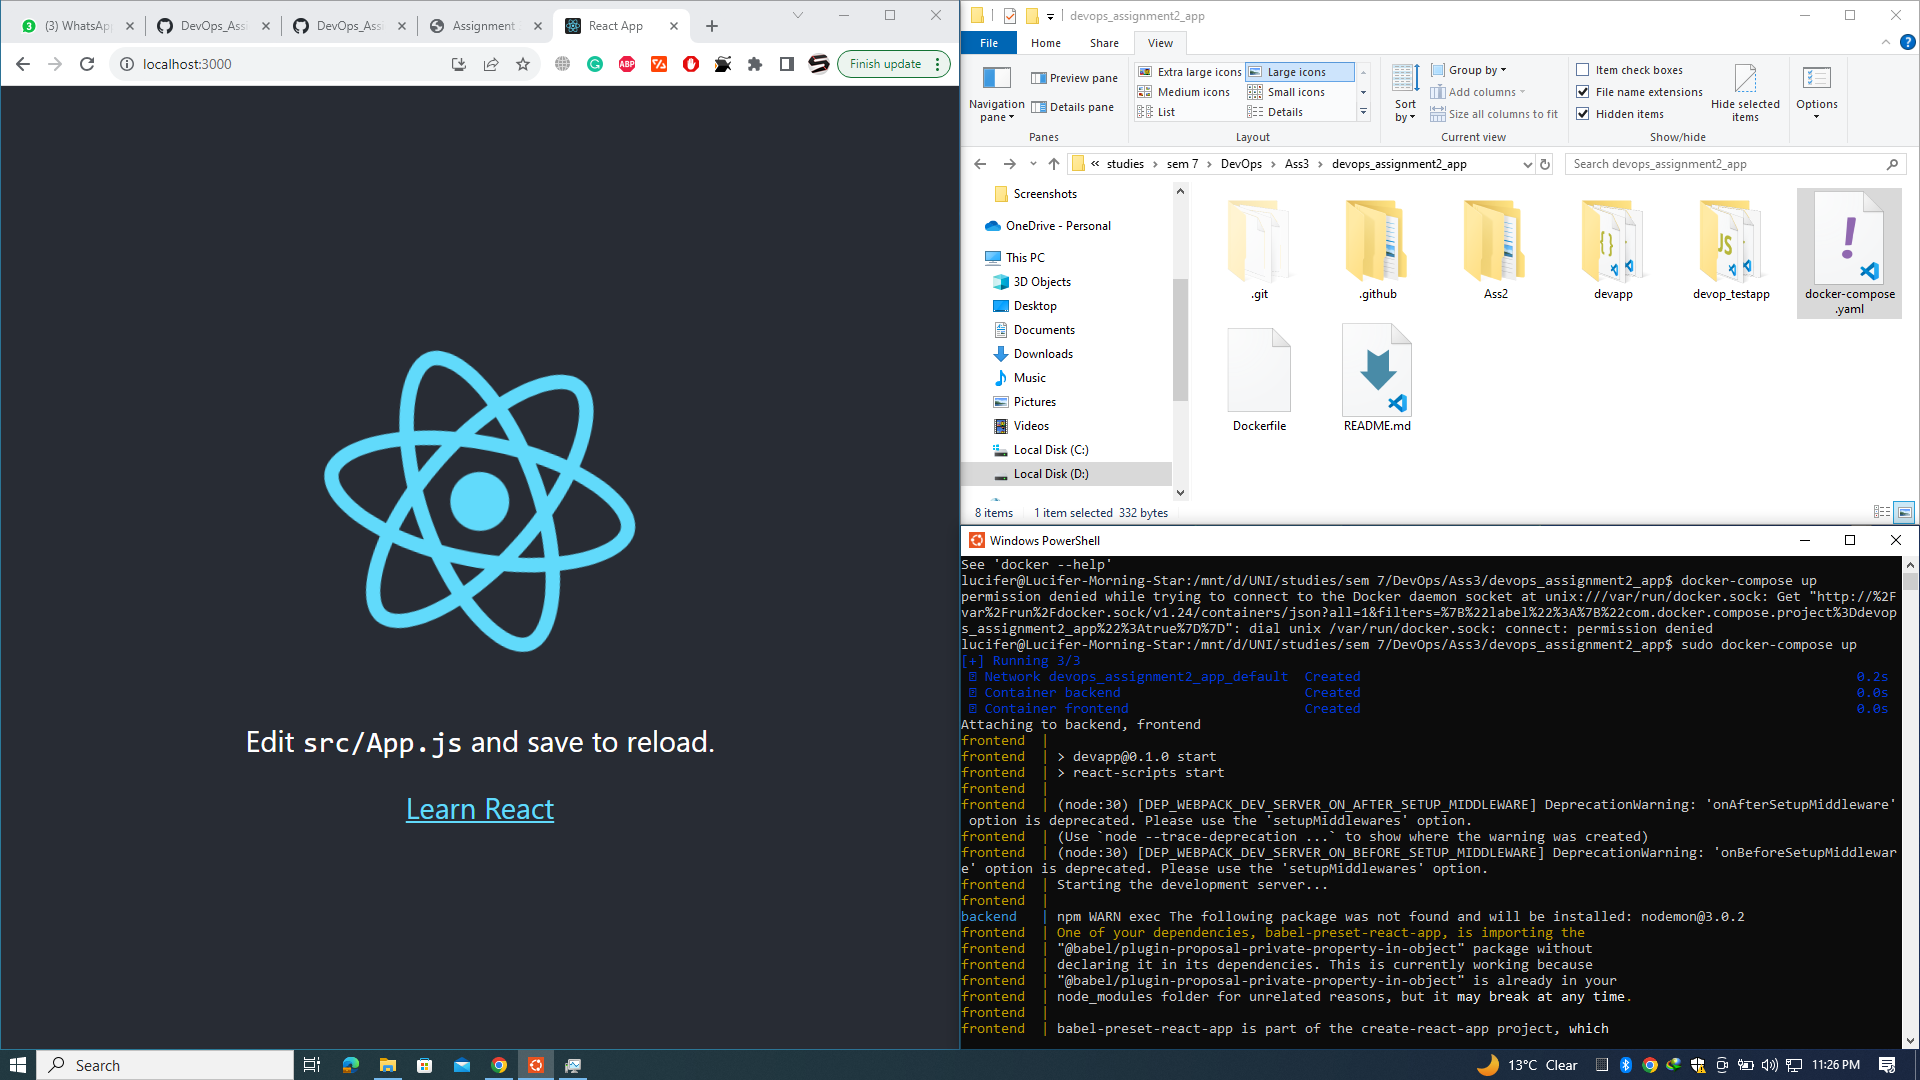 (3) WhatsApp
DevOps_Ass
DevOps_Ass
Assignment
React App
localhost:3000
ABP
Finish update
Edit src/App.js and save to reload.
Learn React
devops_assignment2_app
File
Home
Share
View
Navigation pane
Preview pane
Details pane
Panes
Extra large icons
Large icons
Medium icons
Small icons
List
Details
Layout
Sort by
Group by
Add columns
Size all columns to fit
Current view
Item check boxes
File name extensions
Hidden items
Hide selected items
Show/hide
Options
« studies > sem 7 > DevOps > Ass3 > devops_assignment2_app
Search devops_assignment2_app
Screenshots
OneDrive - Personal
This PC
3D Objects
Desktop
Documents
Downloads
Music
Pictures
Videos
Local Disk (C:)
Local Disk (D:)
.git
.github
Ass2
devapp
devop_testapp
docker-compose
.yaml
Dockerfile
README.md
8 items
1 item selected 332 bytes
Windows PowerShell
See 'docker --help'
lucifer@Lucifer-Morning-Star:/mnt/d/UNI/studies/sem 7/DevOps/Ass3/devops_assignment2_app$ docker-compose up
permission denied while trying to connect to the Docker daemon socket at unix:///var/run/docker.sock: Get "http://%2F
var%2Frun%2Fdocker.sock/v1.24/containers/json?all=1&filters=%7B%22label%22%3A%7B%22com.docker.compose.project%3Ddevop
s_assignment2_app%22%3Atrue%7D%7D": dial unix /var/run/docker.sock: connect: permission denied
lucifer@Lucifer-Morning-Star:/mnt/d/UNI/studies/sem 7/DevOps/Ass3/devops_assignment2_app$ sudo docker-compose up
[+] Running 3/3
Network devops_assignment2_app_default Created 0.2s
Container backend Created 0.0s
Container frontend Created 0.0s
Attaching to backend, frontend
frontend |
frontend | > devapp@0.1.0 start
frontend | > react-scripts start
frontend |
frontend | (node:30) [DEP_WEBPACK_DEV_SERVER_ON_AFTER_SETUP_MIDDLEWARE] DeprecationWarning: 'onAfterSetupMiddleware'
option is deprecated. Please use the 'setupMiddlewares' option.
frontend | (Use `node --trace-deprecation ...` to show where the warning was created)
frontend | (node:30) [DEP_WEBPACK_DEV_SERVER_ON_BEFORE_SETUP_MIDDLEWARE] DeprecationWarning: 'onBeforeSetupMiddlewar
e' option is deprecated. Please use the 'setupMiddlewares' option.
frontend | Starting the development server...
frontend |
backend | npm WARN exec The following package was not found and will be installed: nodemon@3.0.2
frontend | One of your dependencies, babel-preset-react-app, is importing the
frontend | "@babel/plugin-proposal-private-property-in-object" package without
frontend | declaring it in its dependencies. This is currently working because
frontend | "@babel/plugin-proposal-private-property-in-object" is already in your
frontend | node_modules folder for unrelated reasons, but it may break at any time.
frontend |
frontend | babel-preset-react-app is part of the create-react-app project, which
Search
13°C Clear
11:26 PM